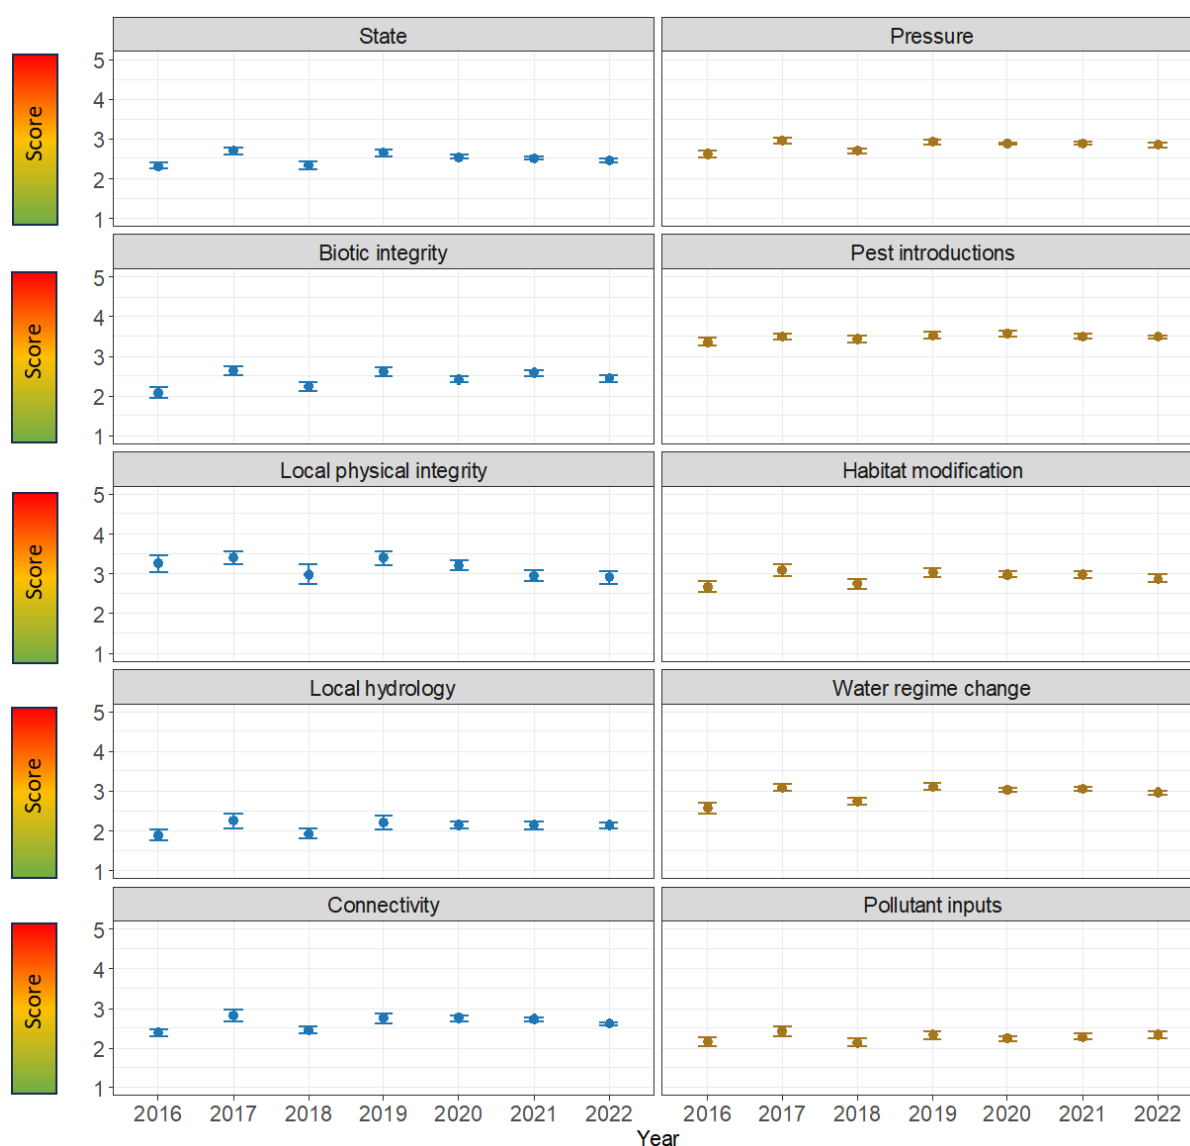 State Pressure
Score
5
4
3
2
1
Biotic integrity Pest introductions
Score
5
4
3
2
1
Local physical integrity Habitat modification
Score
5
4
3
2
1
Local hydrology Water regime change
Score
5
4
3
2
1
Connectivity Pollutant inputs
Score
5
4
3
2
1
2016 2017 2018 2019 2020 2021 2022 2016 2017 2018 2019 2020 2021 2022
Year